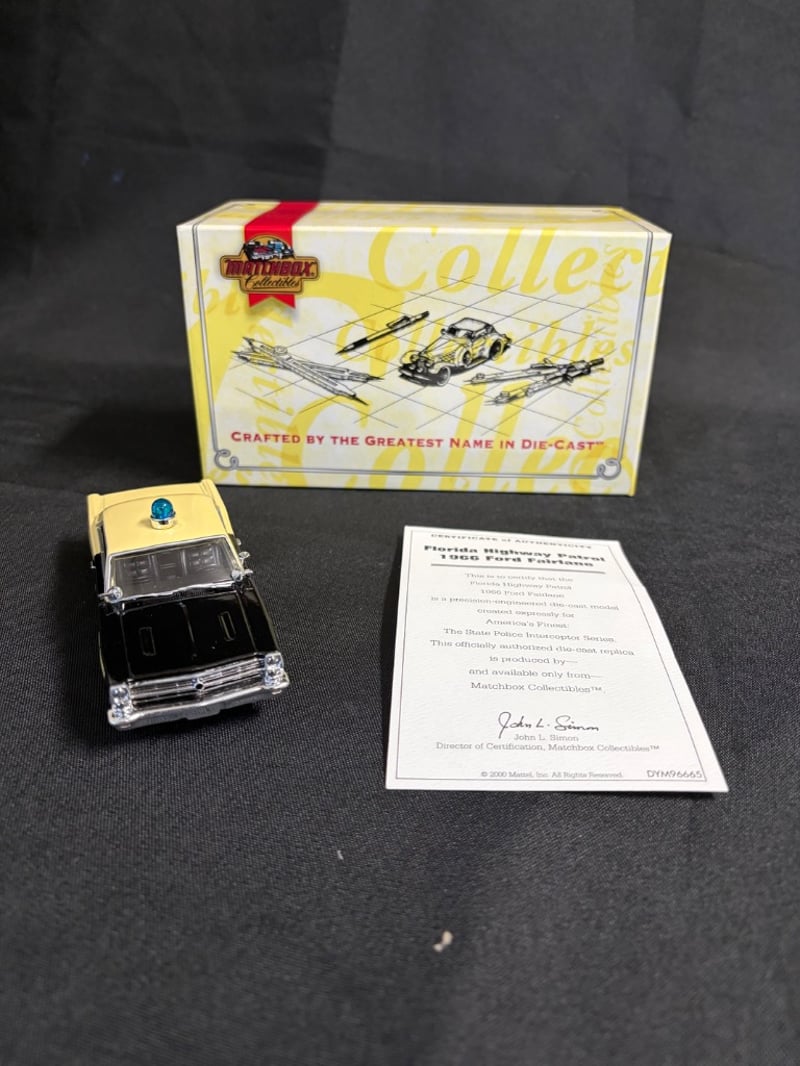 MATCHBOX
Collectibles
Collec
Collectibles
CRAFTED BY THE GREATEST NAME IN DIE-CAST™
CERTIFICATE of AUTHENTICITY
Florida Highway Patrol
1966 Ford Fairlane
This is to certify that the
Florida Highway Patrol
1966 Ford Fairlane
is a precision-engineered die-cast model
created expressly for
America's Finest:
The State Police Interceptor Series.
This officially authorized die-cast replica
is produced by—
and available only from—
Matchbox Collectibles™.
John L. Simon
John L. Simon
Director of Certification, Matchbox Collectibles™
© 2000 Mattel, Inc. All Rights Reserved.
DYM96665